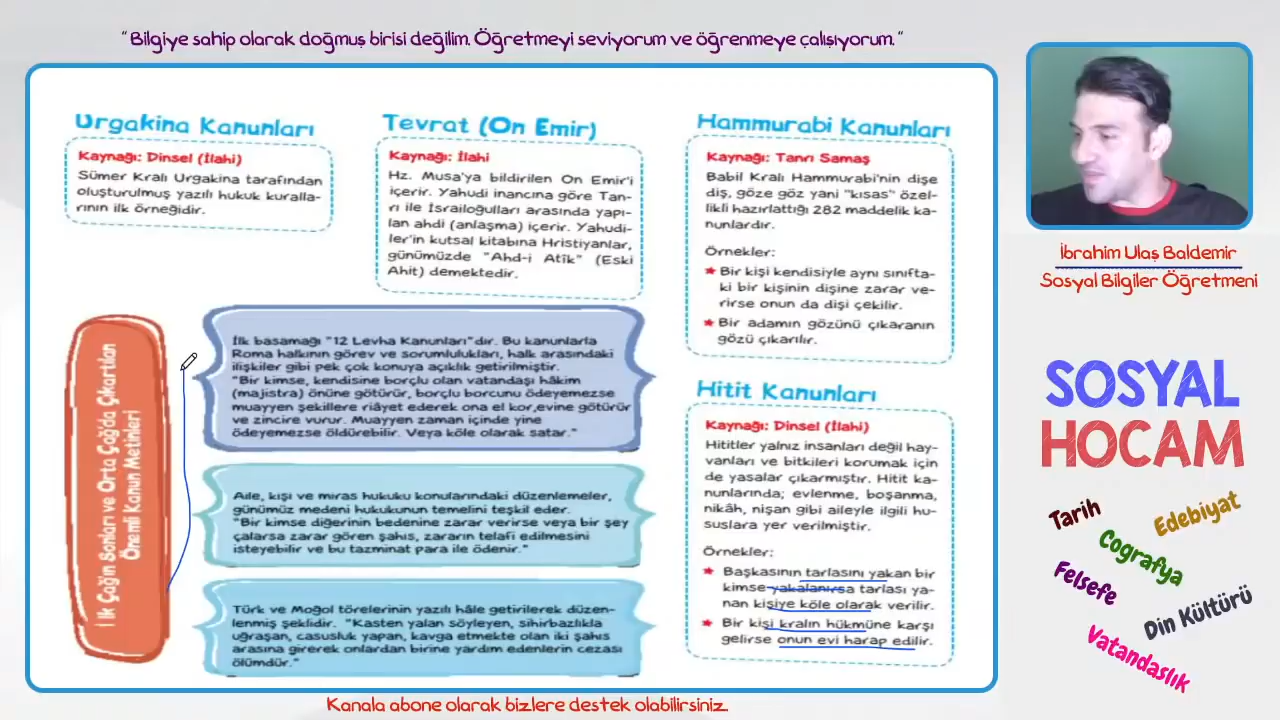 "Bilgiye sahip olarak doğmuş birisi değilim. Öğretmeyi seviyorum ve öğrenmeye çalışıyorum."
Urgakina Kanunları
Kaynağı: Dinsel (İlahi)
Sümer Kralı Urgakina tarafından
oluşturulmuş yazılı hukuk kuralla-
rının ilk örneğidir.
Tevrat (On Emir)
Kaynağı: İlahi
Hz. Musa'ya bildirilen On Emir'i
içerir. Yahudi inancına göre Tan-
rı ile İsrailoğulları arasında yapı-
lan ahdi (anlaşma) içerir. Yahudi-
ler'in kutsal kitabına Hristiyanlar,
günümüzde "Ahd-i Atîk" (Eski
Ahit) demektedir.
Hammurabi Kanunları
Kaynağı: Tanrı Samaş
Babil Kralı Hammurabi'nin dişe
diş, göze göz yani "kısas" özel-
likli hazırlattığı 282 maddelik ka-
nunlardır.
Örnekler:
Bir kişi kendisiyle aynı sınıfta-
ki bir kişinin dişine zarar ve-
rirse onun da dişi çekilir.
Bir adamın gözünü çıkaranın
gözü çıkarılır.
İlk Çağın Sonları ve Orta Çağ'da Çıkartılan
Önemli Kanun Metinleri
İlk basamağı "12 Levha Kanunları"dır. Bu kanunlarla
Roma halkının görev ve sorumlulukları, halk arasındaki
ilişkiler gibi pek çok konuya açıklık getirilmiştir.
"Bir kimse, kendisine borçlu olan vatandaşı hâkim
(majistra) önüne götürür, borçlu borcunu ödeyemezse
muayyen şekillere riâyet ederek ona el kor,evine götürür
ve zincire vurur. Muayyen zaman içinde yine
ödeyemezse öldürebilir. Veya köle olarak satar."
Aile, kişi ve miras hukuku konularındaki düzenlemeler,
günümüz medeni hukukunun temelini teşkil eder.
"Bir kimse diğerinin bedenine zarar verirse veya bir şey
çalarsa zarar gören şahıs, zararın telafi edilmesini
isteyebilir ve bu tazminat para ile ödenir."
Türk ve Moğol törelerinin yazılı hâle getirilerek düzen-
lenmiş şeklidir. "Kasten yalan söyleyen, sihirbazlıkla
uğraşan, casusluk yapan, kavga etmekte olan iki şahıs
arasına girerek onlardan birine yardım edenlerin cezası
ölümdür."
Hitit Kanunları
Kaynağı: Dinsel (İlahi)
Hititler yalnız insanları değil hay-
vanları ve bitkileri korumak için
de yasalar çıkarmıştır. Hitit ka-
nunlarında; evlenme, boşanma,
nikâh, nişan gibi aileyle ilgili hu-
suslara yer verilmiştir.
Örnekler:
Başkasının tarlasını yakan bir
kimse yakalanırsa tarlası ya-
nan kişiye köle olarak verilir.
Bir kişi kralın hükmüne karşı
gelirse onun evi harap edilir.
İbrahim Ulaş Baldemir
Sosyal Bilgiler Öğretmeni
SOSYAL
HOCAM
Tarih
Edebiyat
Cografya
Felsefe
Din Kültürü
Vatandaslık
Kanala abone olarak bizlere destek olabilirsiniz.